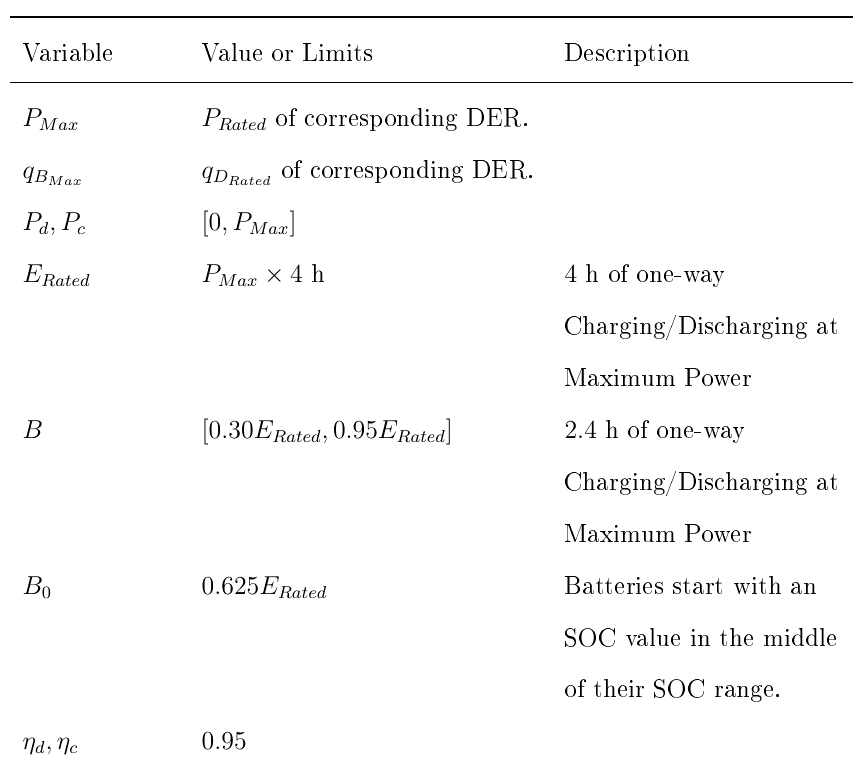 Variable Value or Limits Description
P_{Max} P_{Rated} of corresponding DER.
q_{B_{Max}} q_{D_{Rated}} of corresponding DER.
P_d, P_c [0, P_{Max}]
E_{Rated} P_{Max} × 4 h 4 h of one-way
Charging/Discharging at
Maximum Power
B [0.30E_{Rated}, 0.95E_{Rated}] 2.4 h of one-way
Charging/Discharging at
Maximum Power
B_0 0.625E_{Rated} Batteries start with an
SOC value in the middle
of their SOC range.
η_d, η_c 0.95